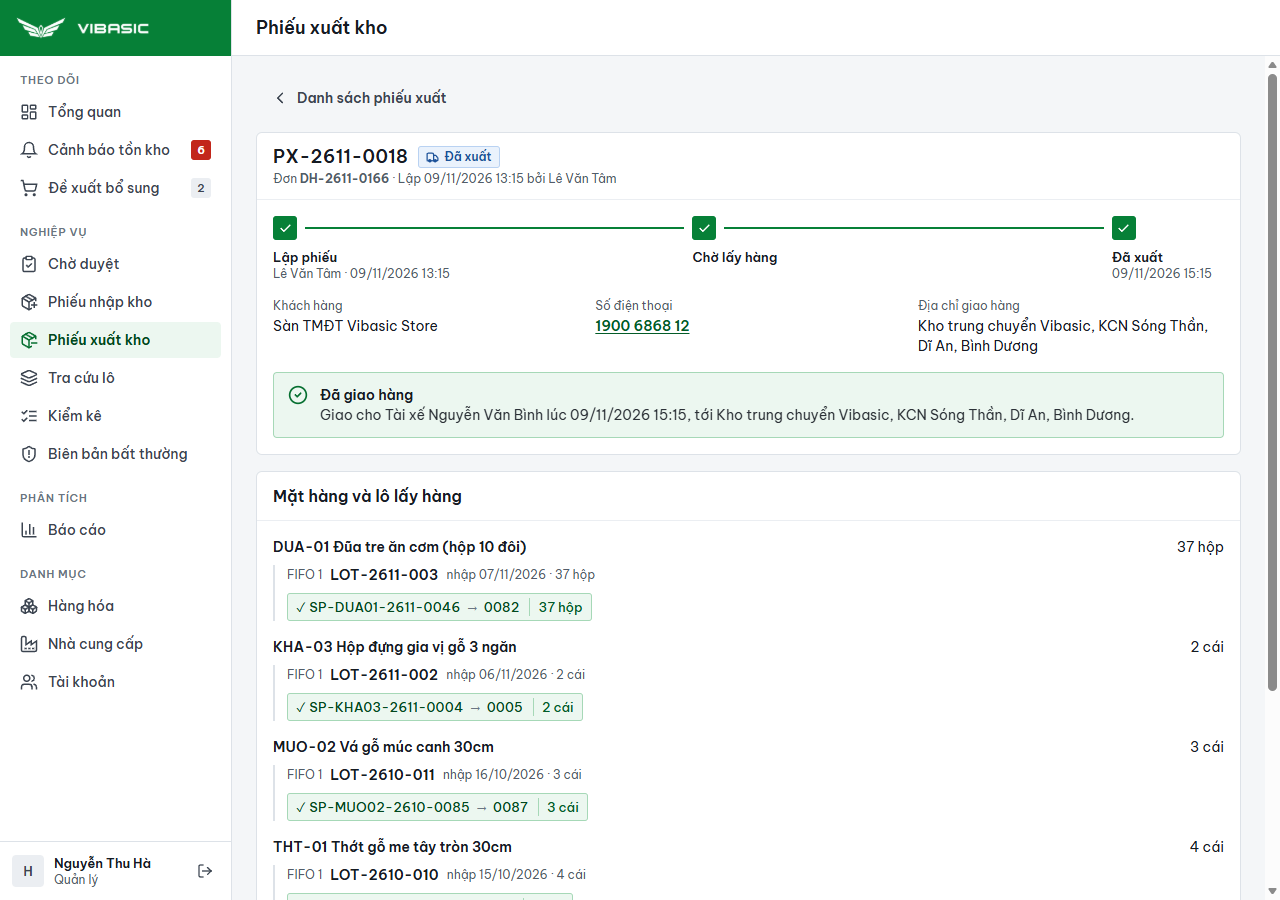 VIBASIC
Phiếu xuất kho
THEO DÕI
Tổng quan
Cảnh báo tồn kho 6
Đề xuất bổ sung 2
NGHIỆP VỤ
Chờ duyệt
Phiếu nhập kho
Phiếu xuất kho
Tra cứu lô
Kiểm kê
Biên bản bất thường
PHÂN TÍCH
Báo cáo
DANH MỤC
Hàng hóa
Nhà cung cấp
Tài khoản
H
Nguyễn Thu Hà
Quản lý
Danh sách phiếu xuất
PX-2611-0018 Đã xuất
Đơn DH-2611-0166 · Lập 09/11/2026 13:15 bởi Lê Văn Tâm
Lập phiếu
Lê Văn Tâm · 09/11/2026 13:15
Chờ lấy hàng
Đã xuất
09/11/2026 15:15
Khách hàng
Sàn TMĐT Vibasic Store
Số điện thoại
1900 6868 12
Địa chỉ giao hàng
Kho trung chuyển Vibasic, KCN Sóng Thần,
Dĩ An, Bình Dương
Đã giao hàng
Giao cho Tài xế Nguyễn Văn Bình lúc 09/11/2026 15:15, tới Kho trung chuyển Vibasic, KCN Sóng Thần, Dĩ An, Bình Dương.
Mặt hàng và lô lấy hàng
DUA-01 Đũa tre ăn cơm (hộp 10 đôi) 37 hộp
FIFO 1 LOT-2611-003 nhập 07/11/2026 · 37 hộp
✓ SP-DUA01-2611-0046 → 0082 37 hộp
KHA-03 Hộp đựng gia vị gỗ 3 ngăn 2 cái
FIFO 1 LOT-2611-002 nhập 06/11/2026 · 2 cái
✓ SP-KHA03-2611-0004 → 0005 2 cái
MUO-02 Vá gỗ múc canh 30cm 3 cái
FIFO 1 LOT-2610-011 nhập 16/10/2026 · 3 cái
✓ SP-MUO02-2610-0085 → 0087 3 cái
THT-01 Thớt gỗ me tây tròn 30cm 4 cái
FIFO 1 LOT-2610-010 nhập 15/10/2026 · 4 cái